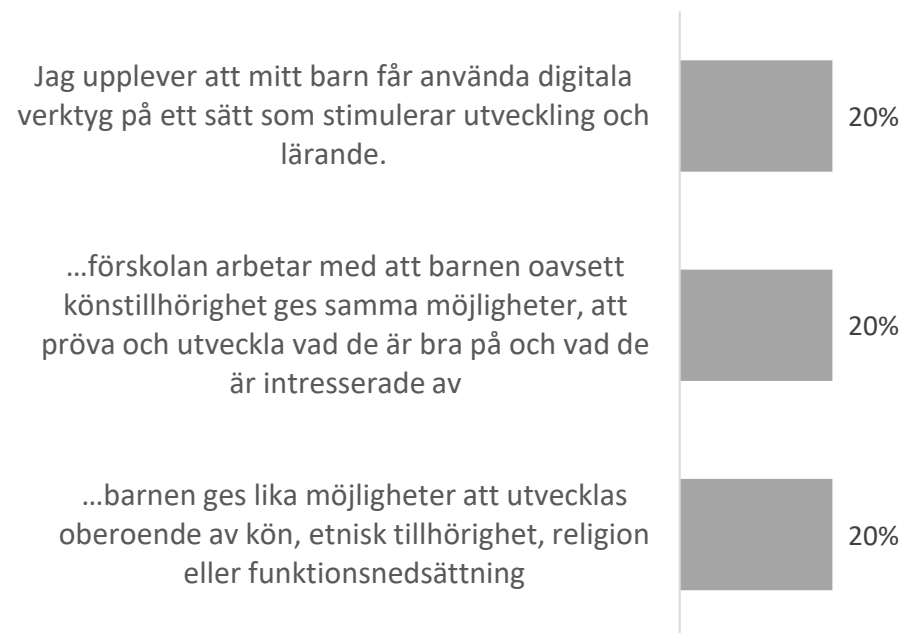 Jag upplever att mitt barn får använda digitala
verktyg på ett sätt som stimulerar utveckling och
lärande.
20%
…förskolan arbetar med att barnen oavsett
könstillhörighet ges samma möjligheter, att
pröva och utveckla vad de är bra på och vad de
är intresserade av
20%
…barnen ges lika möjligheter att utvecklas
oberoende av kön, etnisk tillhörighet, religion
eller funktionsnedsättning
20%